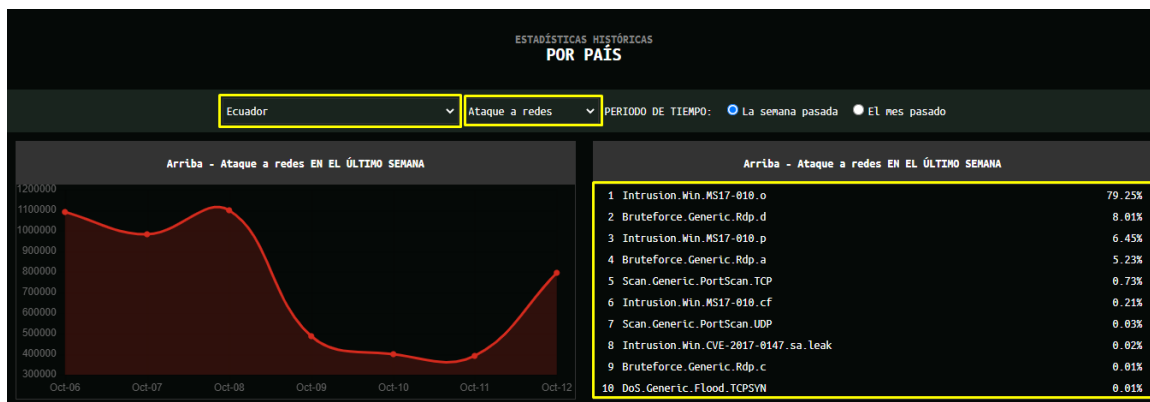 ESTADÍSTICAS HISTÓRICAS
POR PAÍS
Ecuador
Ataque a redes
PERIODO DE TIEMPO:
La semana pasada
El mes pasado
Arriba - Ataque a redes EN EL ÚLTIMO SEMANA
1200000
1100000
1000000
900000
800000
700000
600000
500000
400000
300000
Oct-06 Oct-07 Oct-08 Oct-09 Oct-10 Oct-11 Oct-12
Arriba - Ataque a redes EN EL ÚLTIMO SEMANA
1 Intrusion.Win.MS17-010.o 79.25%
2 Bruteforce.Generic.Rdp.d 8.01%
3 Intrusion.Win.MS17-010.p 6.45%
4 Bruteforce.Generic.Rdp.a 5.23%
5 Scan.Generic.PortScan.TCP 0.73%
6 Intrusion.Win.MS17-010.cf 0.21%
7 Scan.Generic.PortScan.UDP 0.03%
8 Intrusion.Win.CVE-2017-0147.sa.leak 0.02%
9 Bruteforce.Generic.Rdp.c 0.01%
10 DoS.Generic.Flood.TCPSYN 0.01%